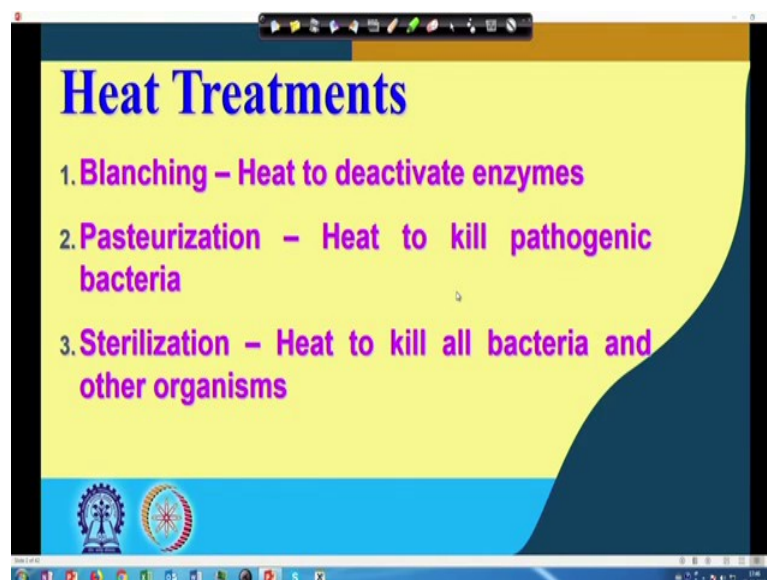 Heat Treatments
1. Blanching – Heat to deactivate enzymes
2. Pasteurization – Heat to kill pathogenic
bacteria
3. Sterilization – Heat to kill all bacteria and
other organisms